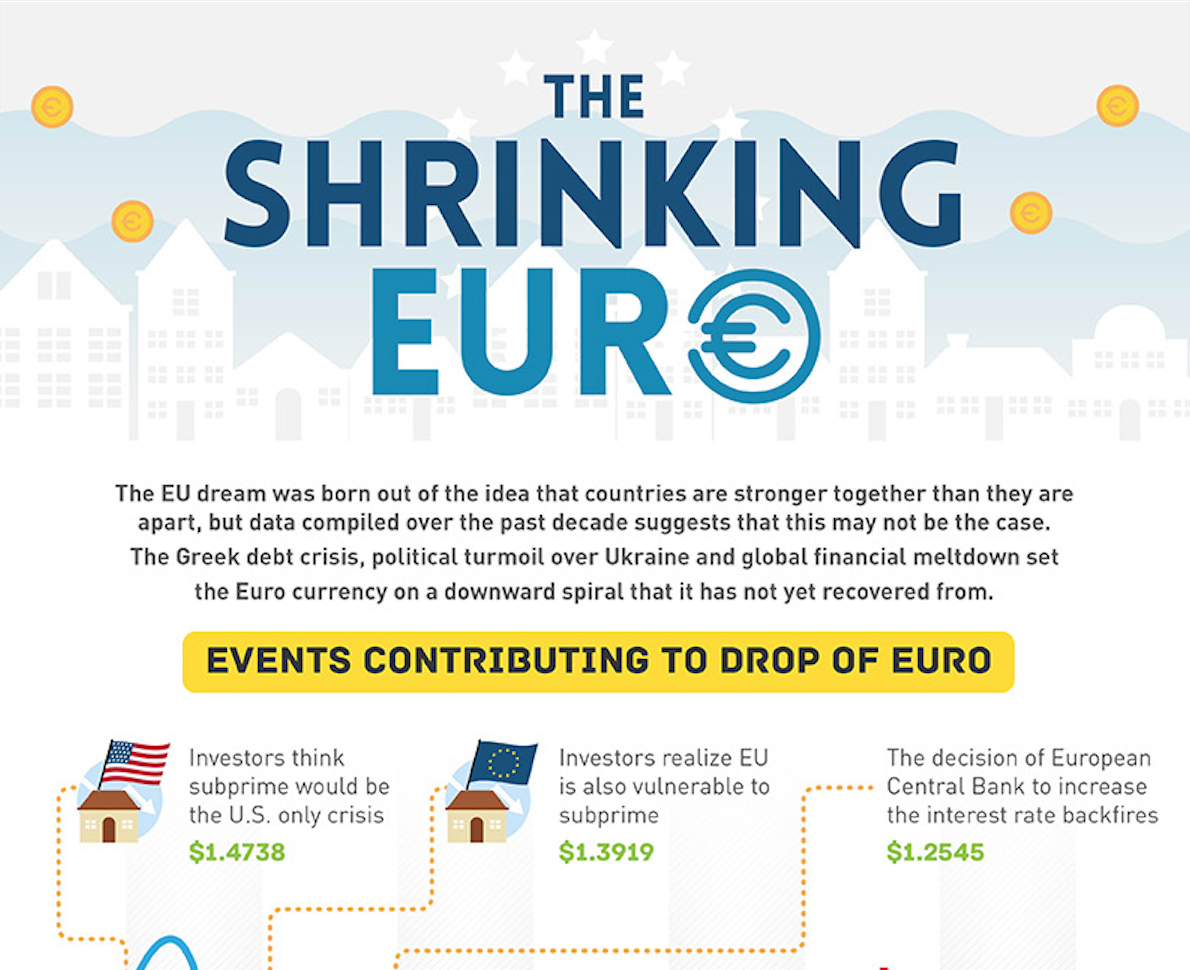 THE
SHRINKING
EUR€
The EU dream was born out of the idea that countries are stronger together than they are
apart, but data compiled over the past decade suggests that this may not be the case.
The Greek debt crisis, political turmoil over Ukraine and global financial meltdown set
the Euro currency on a downward spiral that it has not yet recovered from.
EVENTS CONTRIBUTING TO DROP OF EURO
Investors think
subprime would be
the U.S. only crisis
$1.4738
Investors realize EU
is also vulnerable to
subprime
$1.3919
The decision of European
Central Bank to increase
the interest rate backfires
$1.2545